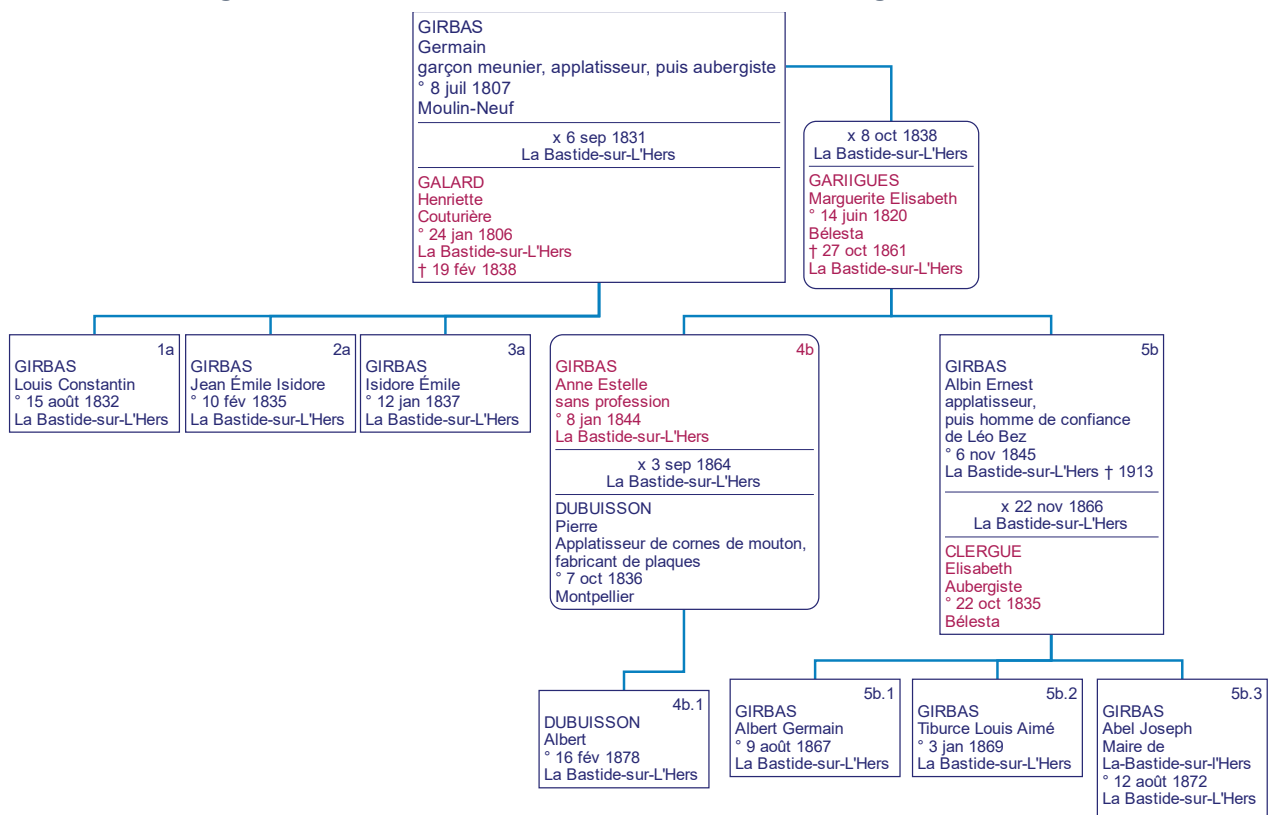 GIRBAS
Germain
garçon meunier, applatisseur, puis aubergiste
° 8 juil 1807
Moulin-Neuf
x 6 sep 1831
La Bastide-sur-L'Hers
GALARD
Henriette
Couturière
° 24 jan 1806
La Bastide-sur-L'Hers
† 19 fév 1838
x 8 oct 1838
La Bastide-sur-L'Hers
GARIIGUES
Marguerite Elisabeth
° 14 juin 1820
Bélesta
† 27 oct 1861
La Bastide-sur-L'Hers
1a
GIRBAS
Louis Constantin
° 15 août 1832
La Bastide-sur-L'Hers
2a
GIRBAS
Jean Émile Isidore
° 10 fév 1835
La Bastide-sur-L'Hers
3a
GIRBAS
Isidore Émile
° 12 jan 1837
La Bastide-sur-L'Hers
4b
GIRBAS
Anne Estelle
sans profession
° 8 jan 1844
La Bastide-sur-L'Hers
x 3 sep 1864
La Bastide-sur-L'Hers
DUBUISSON
Pierre
Applatisseur de cornes de mouton,
fabricant de plaques
° 7 oct 1836
Montpellier
5b
GIRBAS
Albin Ernest
applatisseur,
puis homme de confiance
de Léo Bez
° 6 nov 1845
La Bastide-sur-L'Hers † 1913
x 22 nov 1866
La Bastide-sur-L'Hers
CLERGUE
Elisabeth
Aubergiste
° 22 oct 1835
Bélesta
4b.1
DUBUISSON
Albert
° 16 fév 1878
La Bastide-sur-L'Hers
5b.1
GIRBAS
Albert Germain
° 9 août 1867
La Bastide-sur-L'Hers
5b.2
GIRBAS
Tiburce Louis Aimé
° 3 jan 1869
La Bastide-sur-L'Hers
5b.3
GIRBAS
Abel Joseph
Maire de
La-Bastide-sur-l'Hers
° 12 août 1872
La Bastide-sur-L'Hers